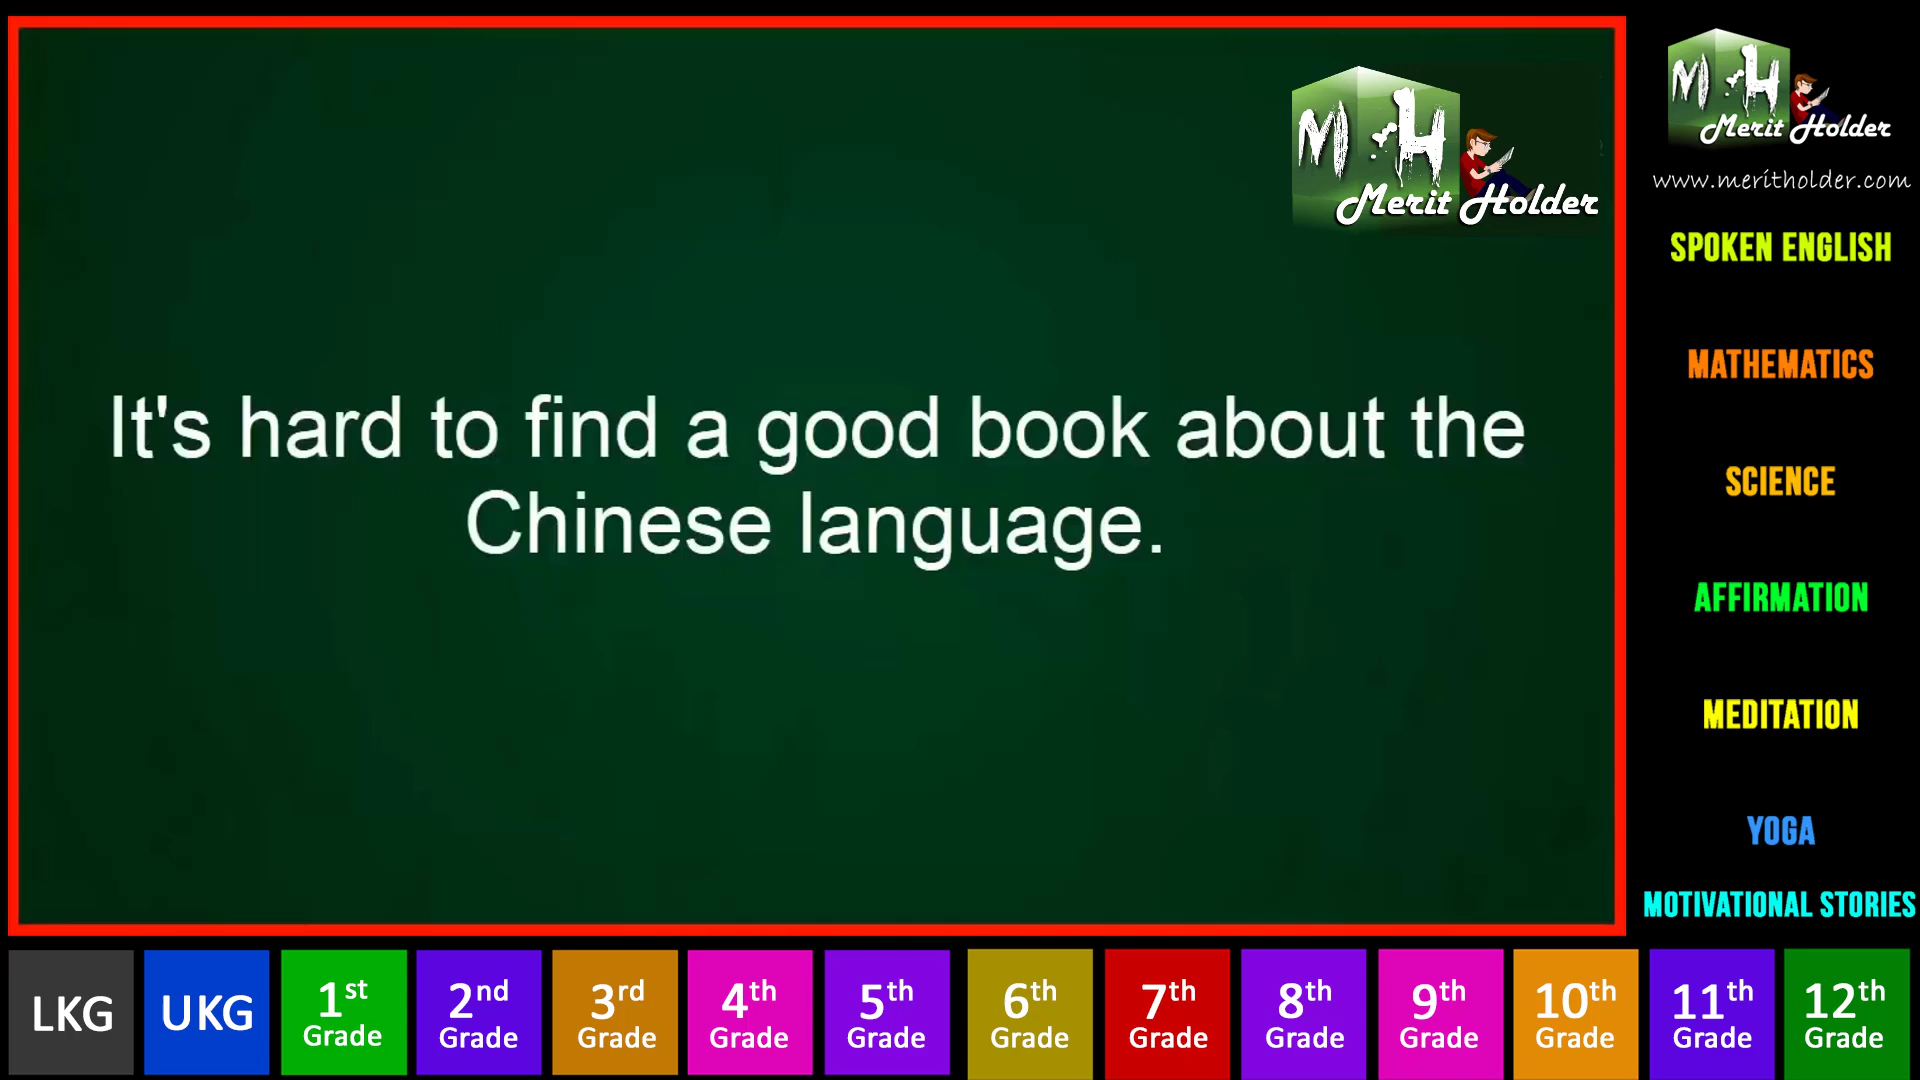 M H
Merit Holder
It's hard to find a good book about the
Chinese language.
M H
Merit Holder
www.meritholder.com
SPOKEN ENGLISH
MATHEMATICS
SCIENCE
AFFIRMATION
MEDITATION
YOGA
MOTIVATIONAL STORIES
LKG
UKG
1st Grade
2nd Grade
3rd Grade
4th Grade
5th Grade
6th Grade
7th Grade
8th Grade
9th Grade
10th Grade
11th Grade
12th Grade